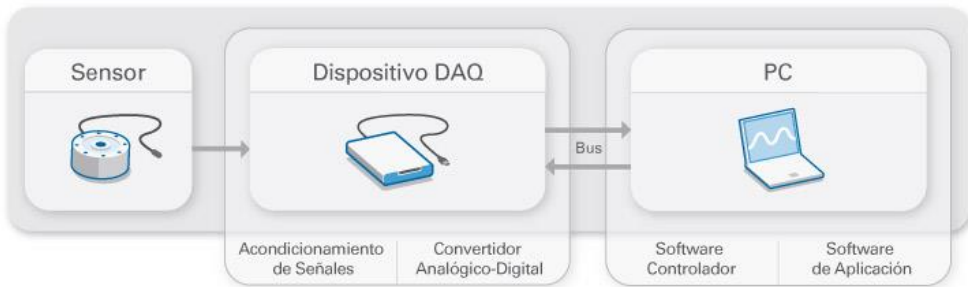 Sensor
Dispositivo DAQ
PC
Bus
Acondicionamiento
de Señales
Convertidor
Analógico-Digital
Software
Controlador
Software
de Aplicación